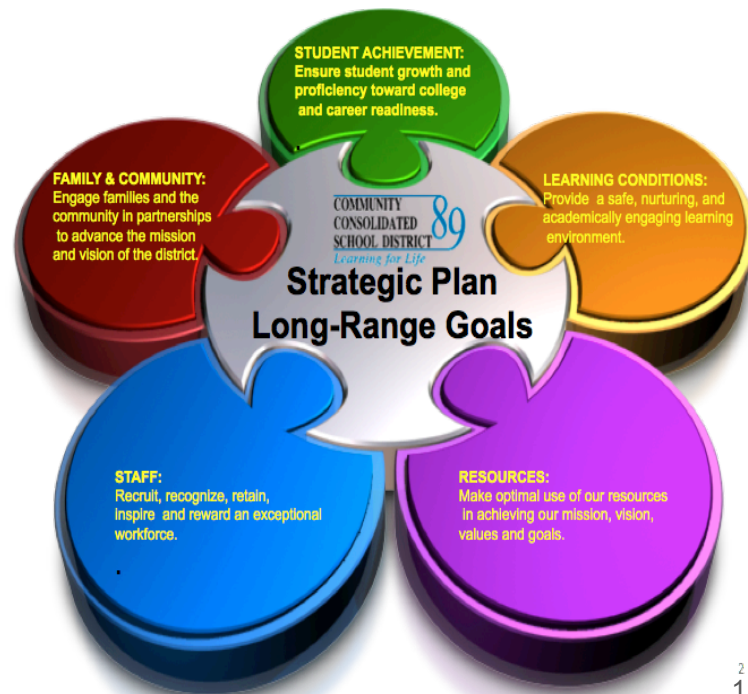 STUDENT ACHIEVEMENT:
Ensure student growth and
proficiency toward college
and career readiness.
FAMILY & COMMUNITY:
Engage families and the
community in partnerships
to advance the mission
and vision of the district.
LEARNING CONDITIONS:
Provide a safe, nurturing, and
academically engaging learning
environment.
COMMUNITY
CONSOLIDATED
SCHOOL DISTRICT 89
Learning for Life
Strategic Plan
Long-Range Goals
STAFF:
Recruit, recognize, retain,
inspire and reward an exceptional
workforce.
RESOURCES:
Make optimal use of our resources
in achieving our mission, vision,
values and goals.
2
1